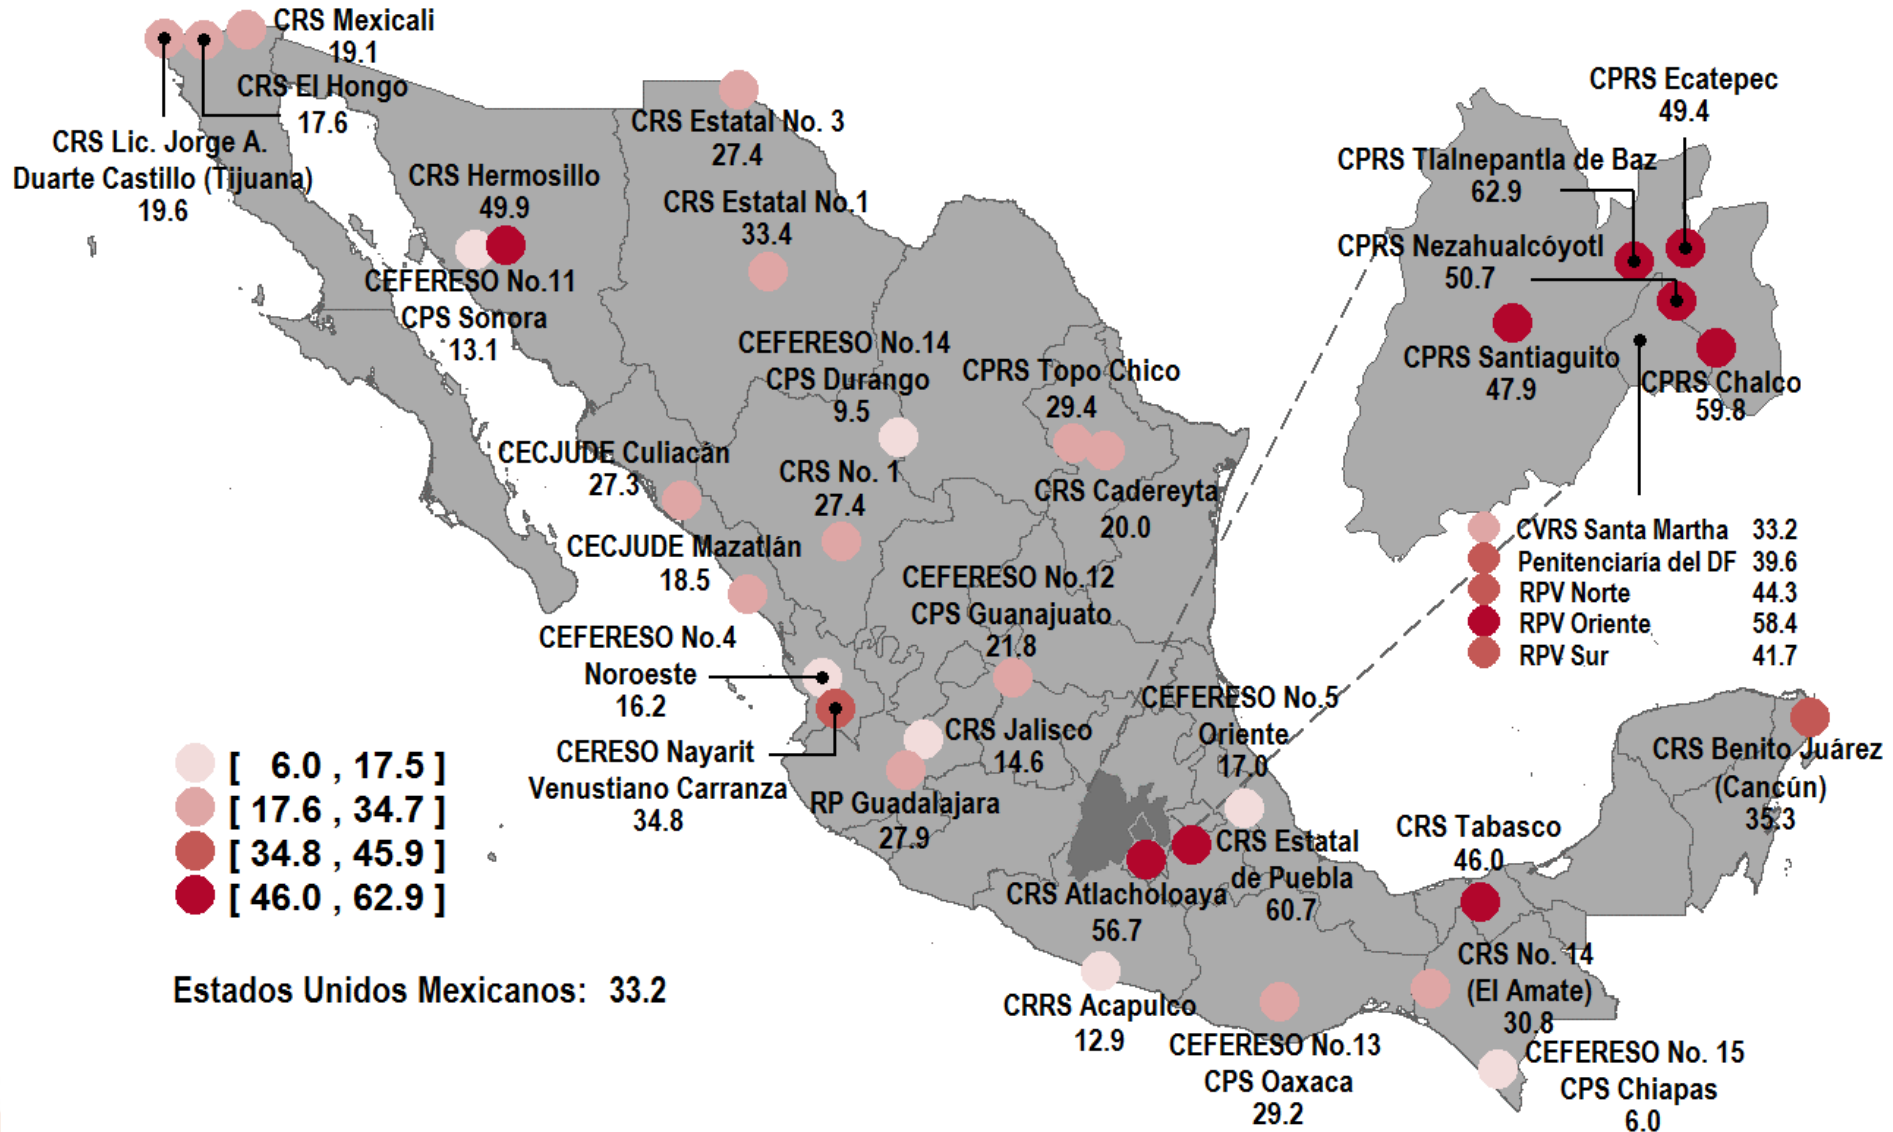 CRS Mexicali
19.1
CRS El Hongo
17.6
CRS Lic. Jorge A.
Duarte Castillo (Tijuana)
19.6
CRS Hermosillo
49.9
CEFERESO No.11
CPS Sonora
13.1
CRS Estatal No. 3
27.4
CRS Estatal No.1
33.4
CEFERESO No.14
CPS Durango
9.5
CPRS Topo Chico
29.4
CRS Cadereyta
20.0
CECJUDE Culiacán
27.3
CRS No. 1
27.4
CECJUDE Mazatlán
18.5
CEFERESO No.12
CPS Guanajuato
21.8
CEFERESO No.4
Noroeste
16.2
CERESO Nayarit
Venustiano Carranza
34.8
CRS Jalisco
14.6
RP Guadalajara
27.9
CEFERESO No.5
Oriente
17.0
CRS Estatal
de Puebla
60.7
CRS Atlacholoaya
56.7
CRRS Acapulco
12.9
CEFERESO No.13
CPS Oaxaca
29.2
CRS Tabasco
46.0
CRS No. 14
(El Amate)
30.8
CEFERESO No. 15
CPS Chiapas
6.0
CRS Benito Juárez
(Cancún)
35.3
CPRS Ecatepec
49.4
CPRS Tlalnepantla de Baz
62.9
CPRS Nezahualcóyotl
50.7
CPRS Santiaguito
47.9
CPRS Chalco
59.8
CVRS Santa Martha 33.2
Penitenciaría del DF 39.6
RPV Norte 44.3
RPV Oriente 58.4
RPV Sur 41.7
[ 6.0 , 17.5 ]
[ 17.6 , 34.7 ]
[ 34.8 , 45.9 ]
[ 46.0 , 62.9 ]
Estados Unidos Mexicanos: 33.2